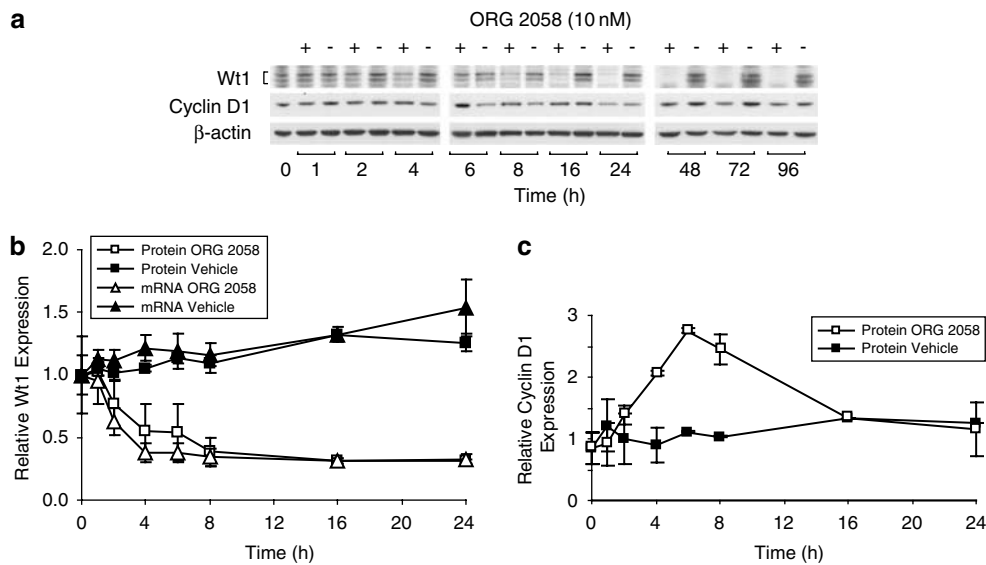 a
ORG 2058 (10 nM)
+ - + - + - + - + - + - + - + - + - + -
Wt1
Cyclin D1
β-actin
0 1 2 4 6 8 16 24 48 72 96
Time (h)
b
Protein ORG 2058
Protein Vehicle
mRNA ORG 2058
mRNA Vehicle
Relative Wt1 Expression
2.0
1.5
1.0
0.5
0.0
0 4 8 12 16 20 24
Time (h)
c
Protein ORG 2058
Protein Vehicle
Relative Cyclin D1
Expression
3
2
1
0
0 4 8 12 16 20 24
Time (h)